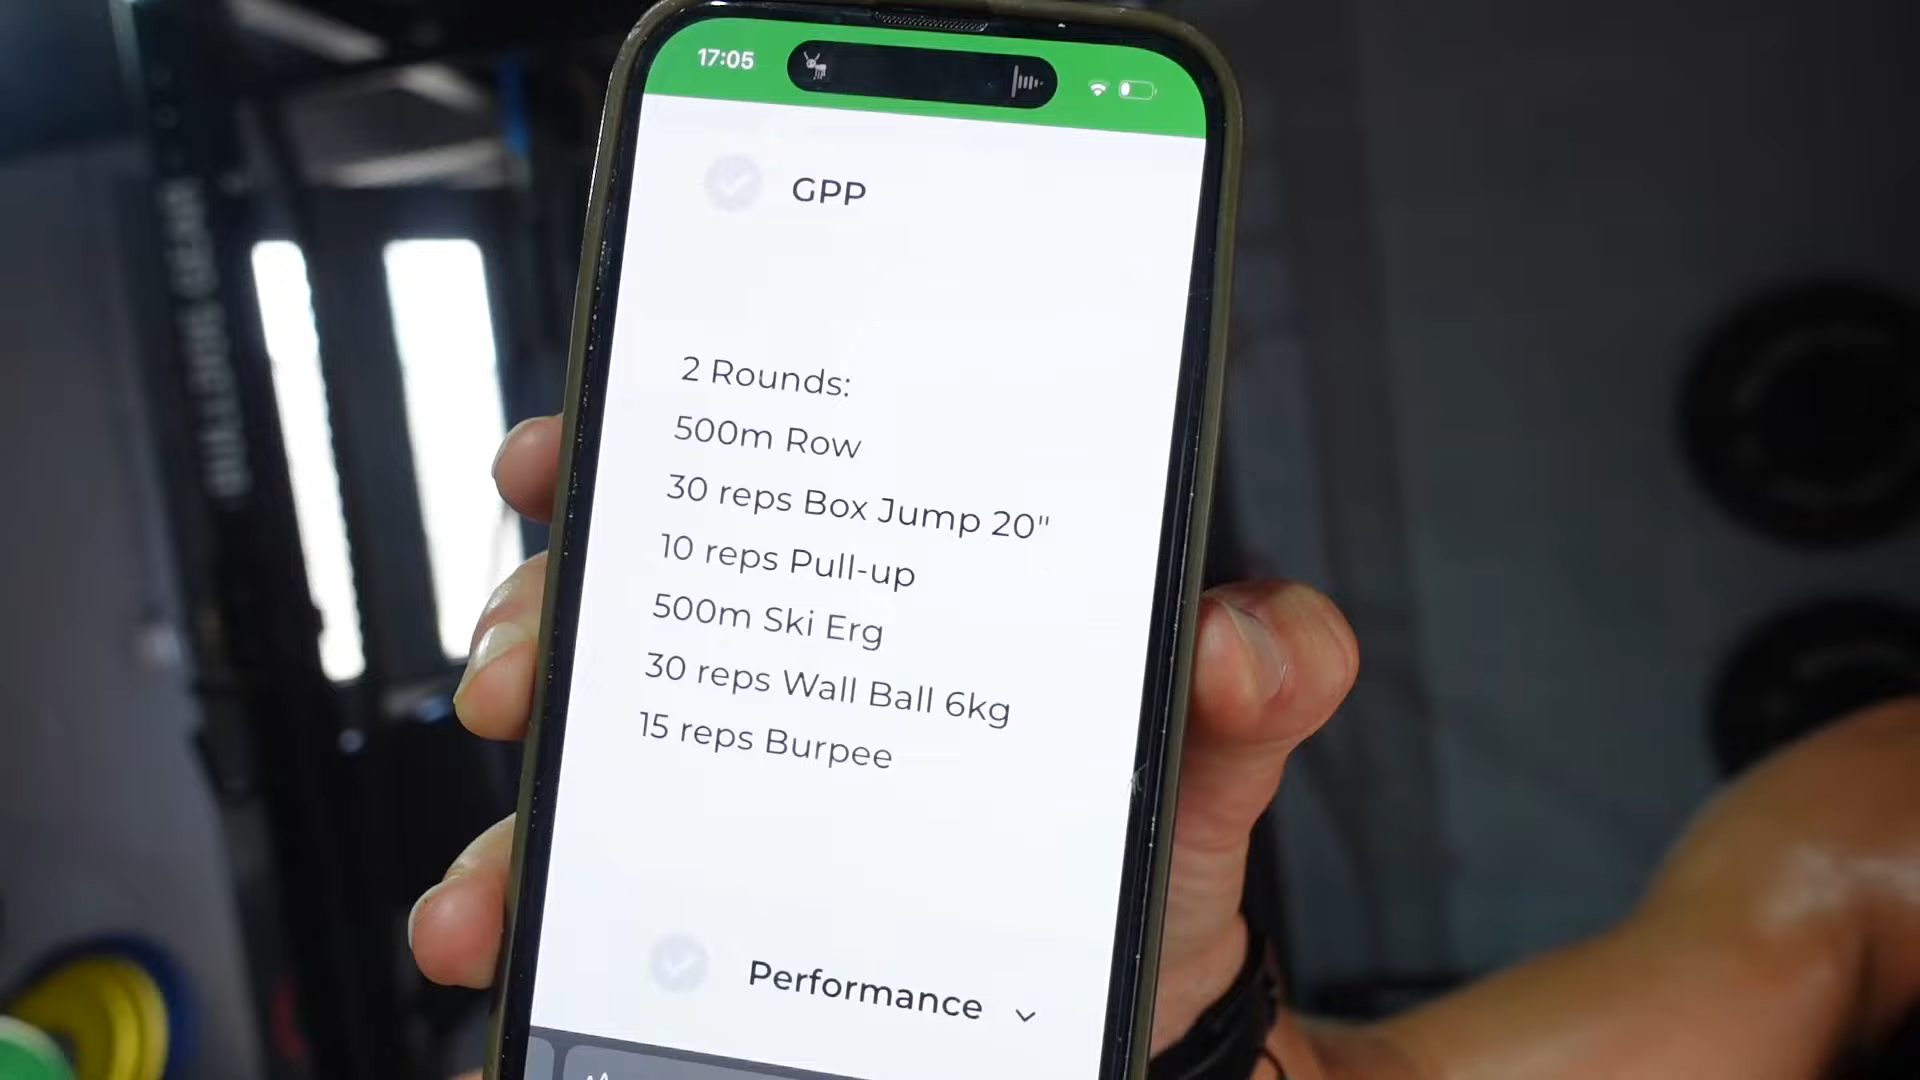 17:05
GPP
2 Rounds:
500m Row
30 reps Box Jump 20"
10 reps Pull-up
500m Ski Erg
30 reps Wall Ball 6kg
15 reps Burpee
Performance